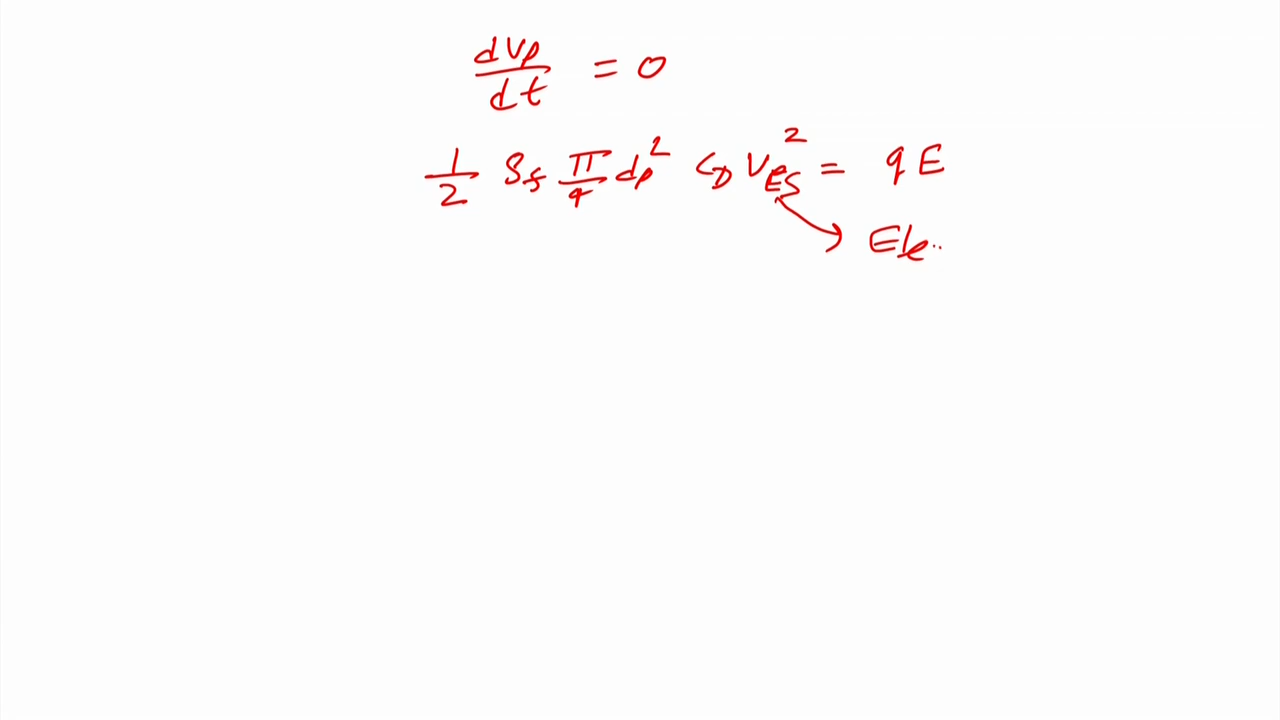 dVp/dt = 0
1/2 ρf π/4 dp² CD VES² = qE
Ele..